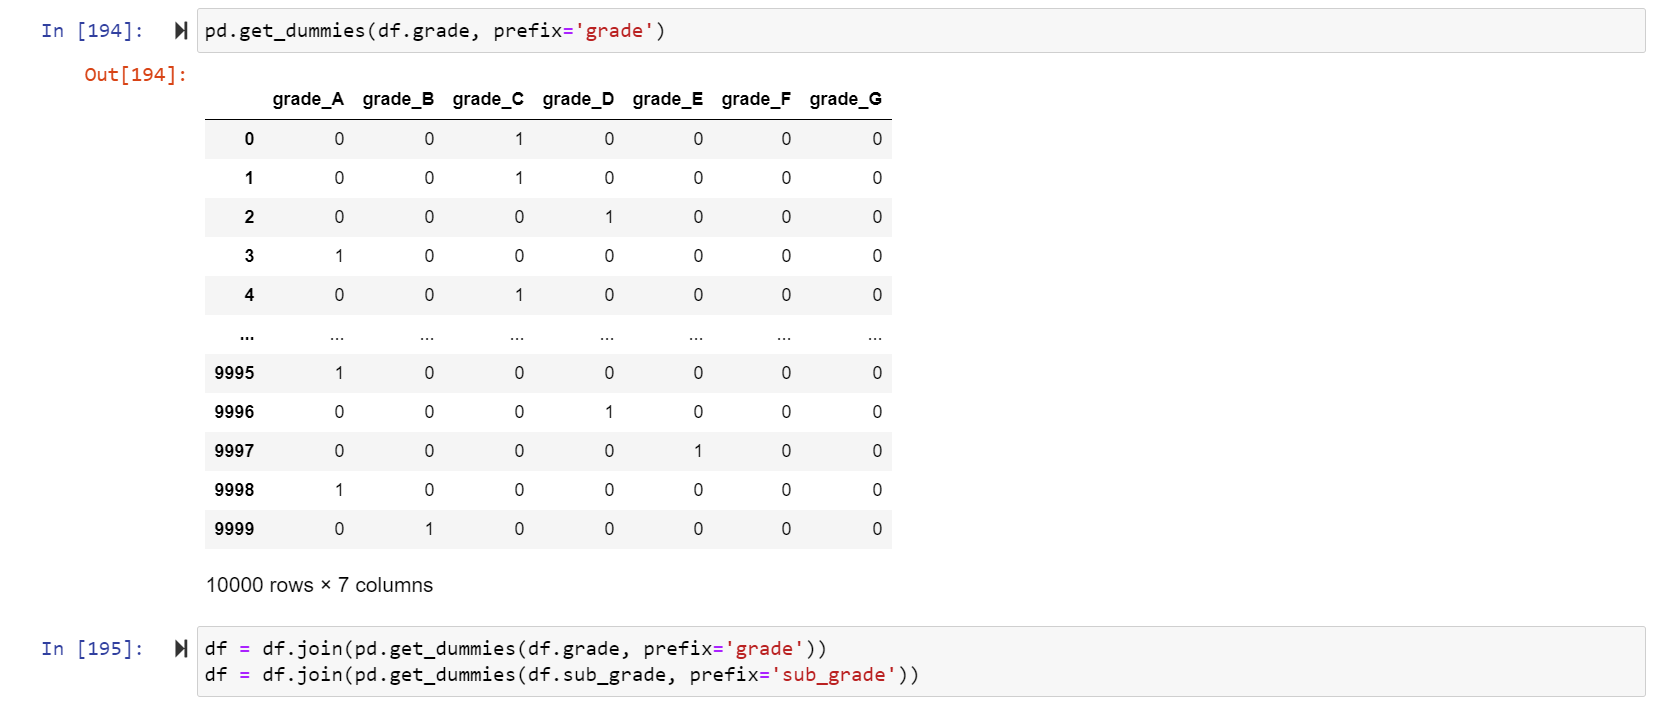 In [194]: pd.get_dummies(df.grade, prefix='grade')
Out[194]:
grade_A grade_B grade_C grade_D grade_E grade_F grade_G
0 0 0 1 0 0 0 0
1 0 0 1 0 0 0 0
2 0 0 0 1 0 0 0
3 1 0 0 0 0 0 0
4 0 0 1 0 0 0 0
... ... ... ... ... ... ... ...
9995 1 0 0 0 0 0 0
9996 0 0 0 1 0 0 0
9997 0 0 0 0 1 0 0
9998 1 0 0 0 0 0 0
9999 0 1 0 0 0 0 0
10000 rows × 7 columns
In [195]: df = df.join(pd.get_dummies(df.grade, prefix='grade'))
df = df.join(pd.get_dummies(df.sub_grade, prefix='sub_grade'))